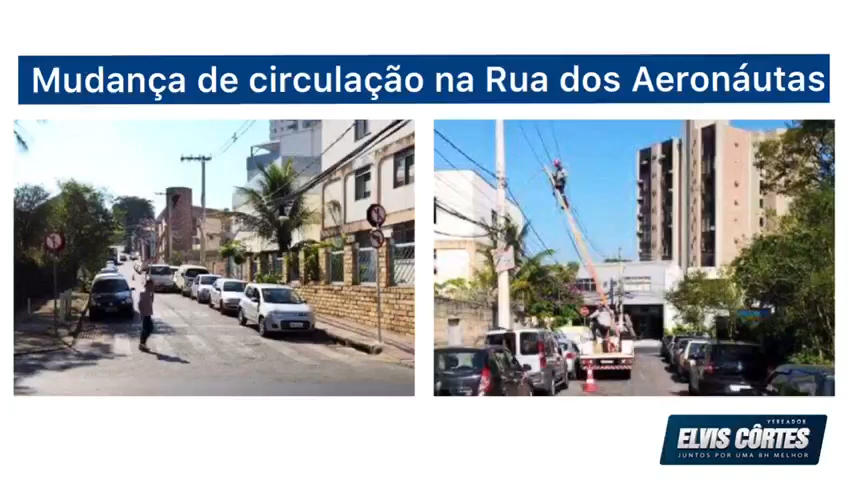 Mudança de circulação na Rua dos Aeronáutas
VEREADOR
ELVIS CÔRTES
JUNTOS POR UMA BH MELHOR